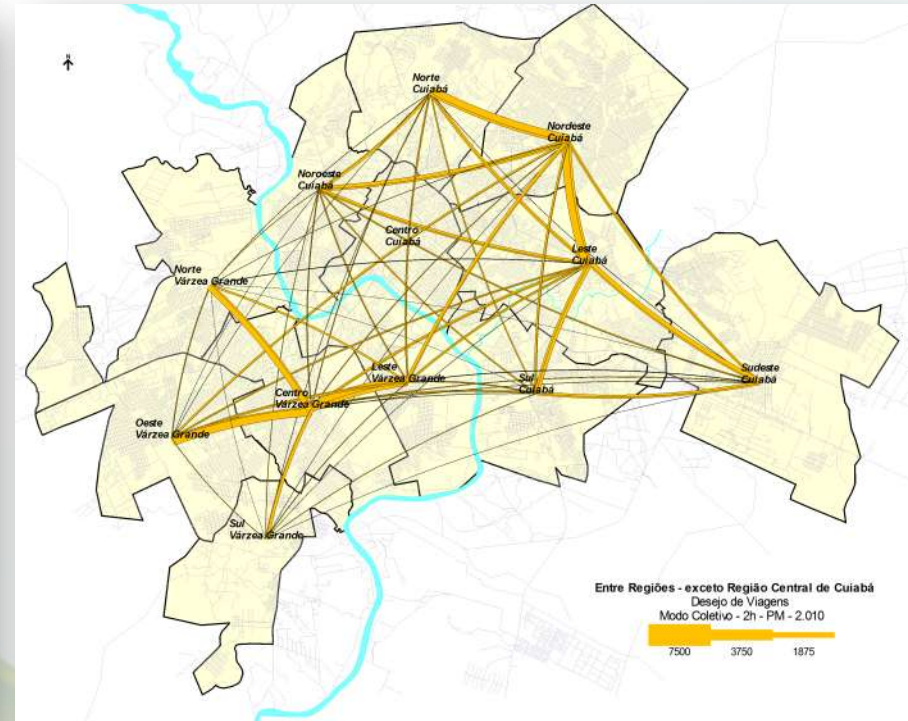 N
Norte
Cuiabá
Nordeste
Cuiabá
Noroeste
Cuiabá
Centro
Cuiabá
Leste
Cuiabá
Norte
Várzea Grande
Leste
Várzea Grande
Sul
Cuiabá
Sudeste
Cuiabá
Centro
Várzea Grande
Oeste
Várzea Grande
Sul
Várzea Grande
Entre Regiões - exceto Região Central de Cuiabá
Desejo de Viagens
Modo Coletivo - 2h - PM - 2.010
7500 3750 1875